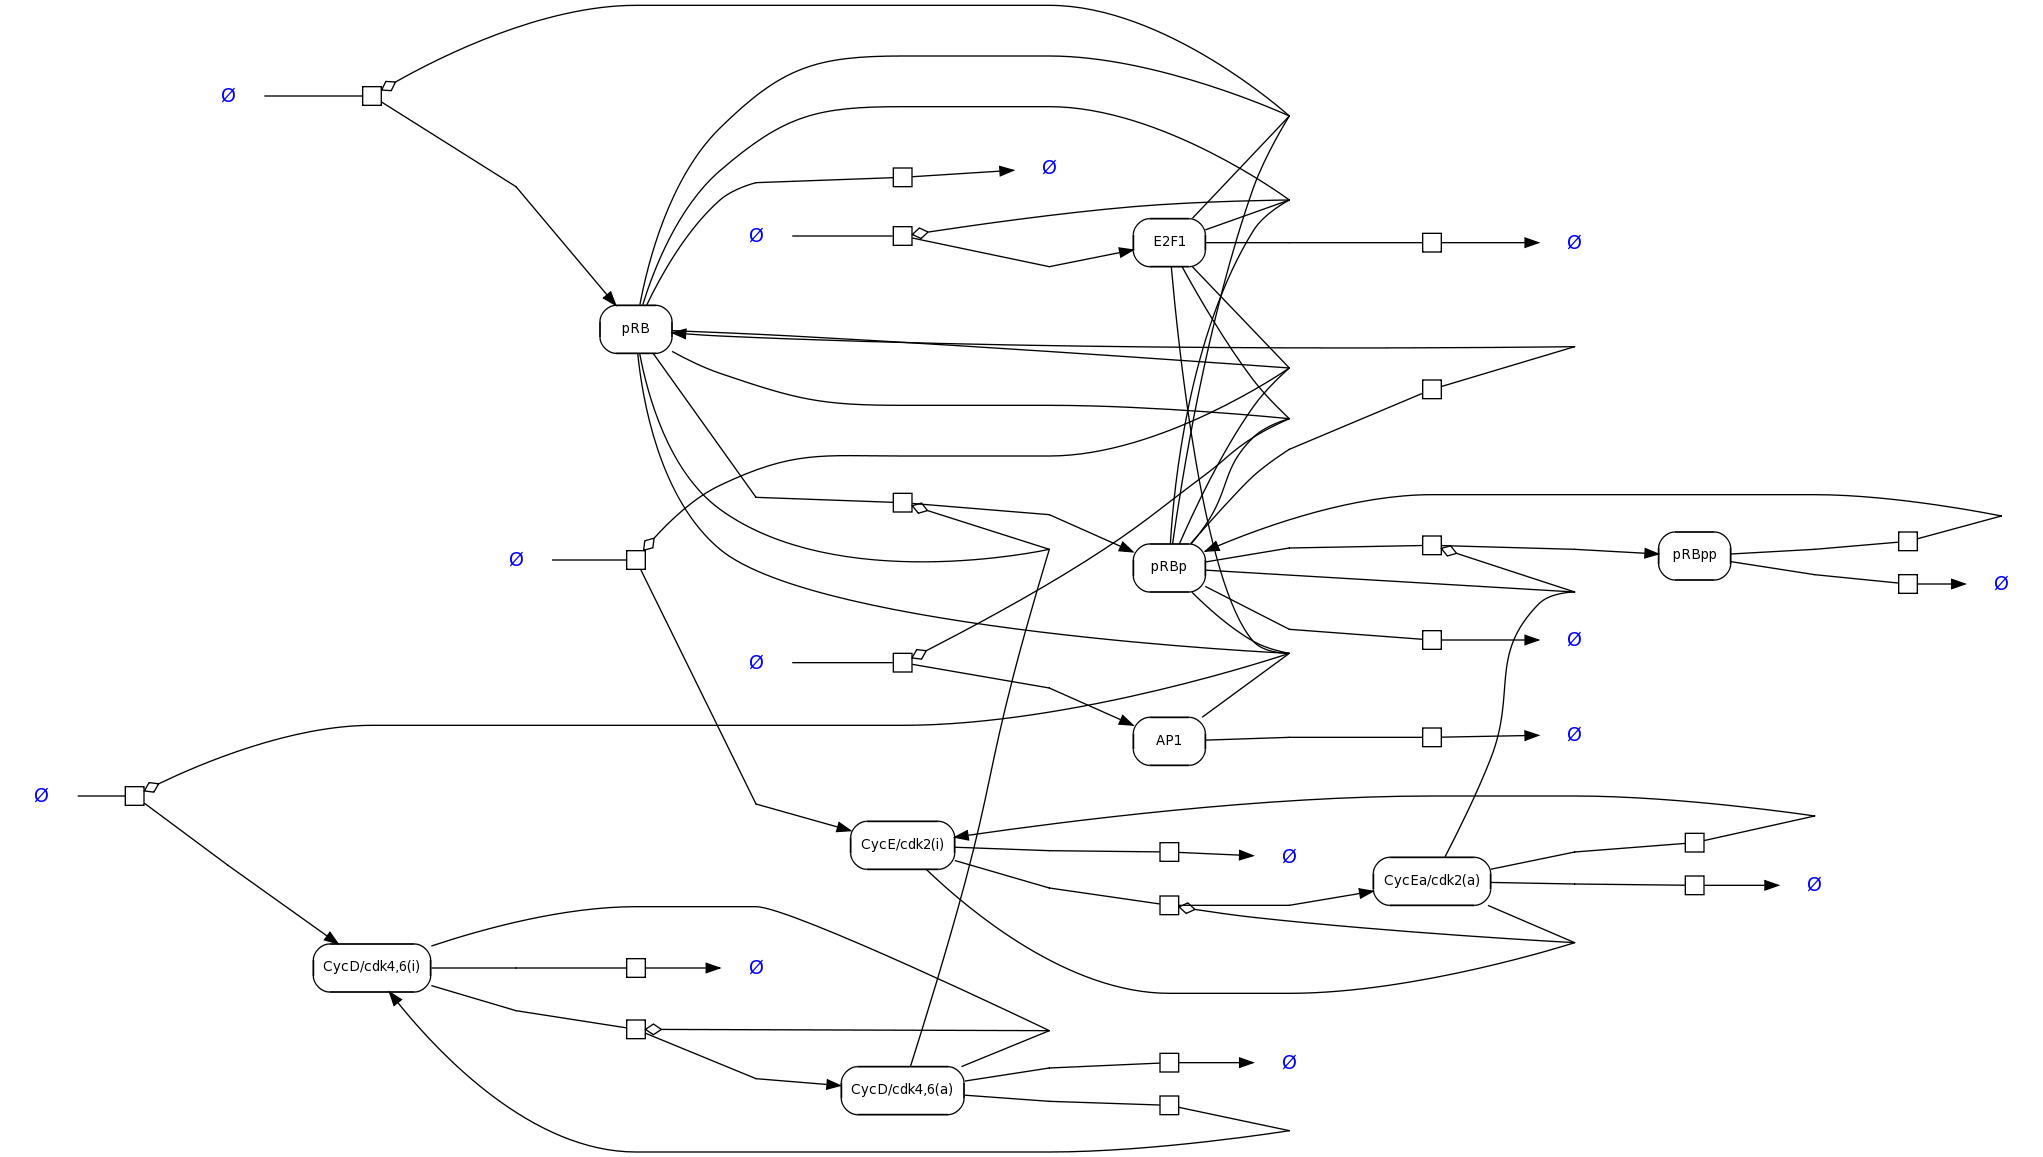 Ø
Ø
Ø
E2F1
Ø
Ø
pRB
pRBp
pRBpp
Ø
Ø
Ø
Ø
AP1
Ø
Ø
CycE/cdk2(i)
Ø
CycEa/cdk2(a)
Ø
CycD/cdk4,6(i)
Ø
CycD/cdk4,6(a)
Ø